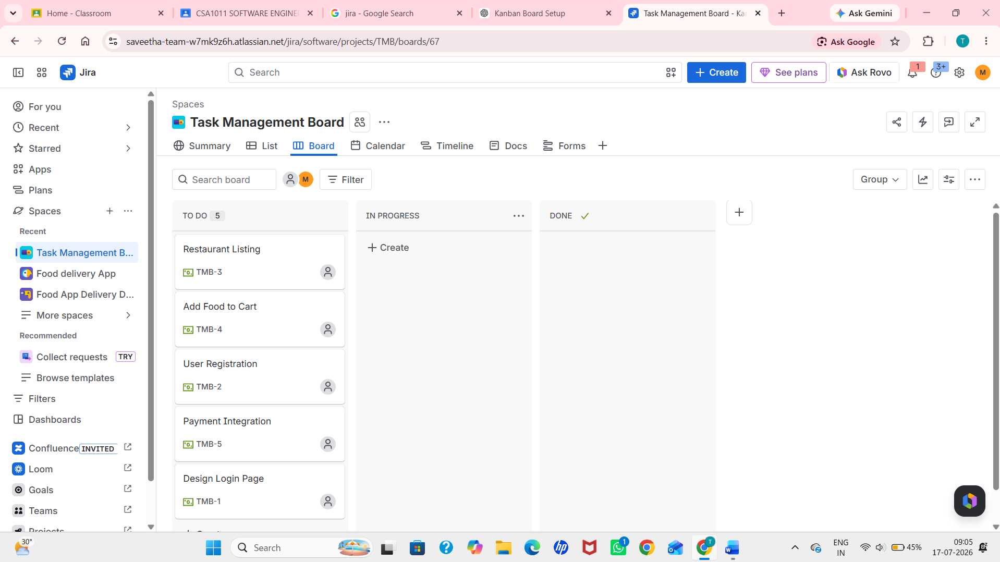 Home - Classroom
CSA1011 SOFTWARE ENGINEE
jira - Google Search
Kanban Board Setup
Task Management Board - Kan
Ask Gemini
saveetha-team-w7mk9z6h.atlassian.net/jira/software/projects/TMB/boards/67
Ask Google
T
Jira
Search
Create
See plans
Ask Rovo
1
3+
M
For you
Recent
Starred
Apps
Plans
Spaces
Recent
Task Management B...
Food delivery App
Food App Delivery D...
More spaces
Recommended
Collect requests TRY
Browse templates
Filters
Dashboards
Confluence INVITED
Loom
Goals
Teams
Projects
Spaces
Task Management Board
Summary
List
Board
Calendar
Timeline
Docs
Forms
Search board
M
Filter
Group
TO DO 5
Restaurant Listing
TMB-3
Add Food to Cart
TMB-4
User Registration
TMB-2
Payment Integration
TMB-5
Design Login Page
TMB-1
IN PROGRESS
Create
DONE
30°
Search
hp
1
T
W
ENG
IN
45%
09:05
17-07-2026